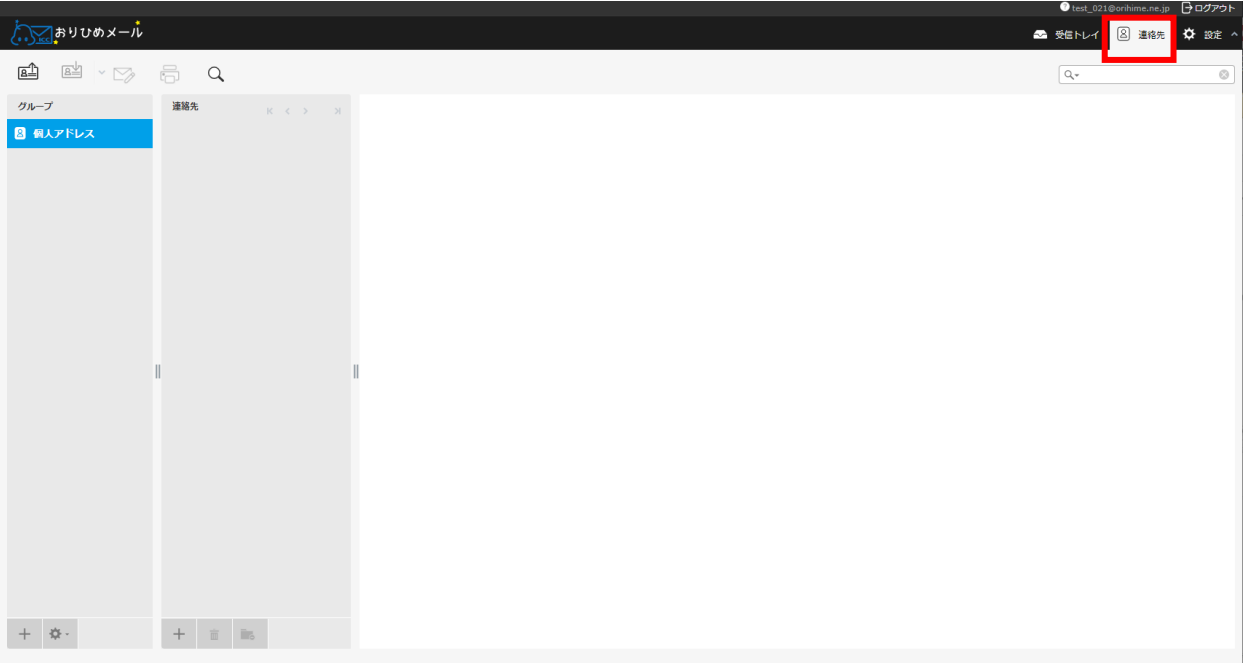 test_021@orihime.ne.jp ログアウト
おりひめメール
受信トレイ 連絡先 設定
グループ
連絡先
個人アドレス